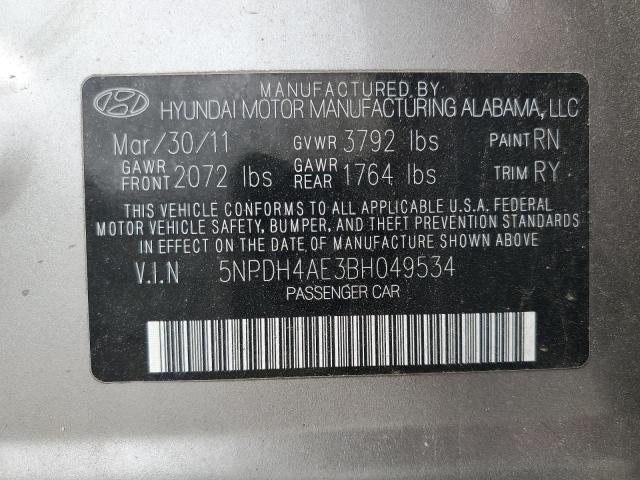 MANUFACTURED BY
HYUNDAI MOTOR MANUFACTURING ALABAMA, LLC
Mar/30/11 GVWR 3792 lbs PAINT RN
GAWR FRONT 2072 lbs GAWR REAR 1764 lbs TRIM RY
THIS VEHICLE CONFORMS TO ALL APPLICABLE U.S.A. FEDERAL
MOTOR VEHICLE SAFETY, BUMPER, AND THEFT PREVENTION STANDARDS
IN EFFECT ON THE DATE OF MANUFACTURE SHOWN ABOVE.
V.I.N 5NPDH4AE3BH049534
PASSENGER CAR